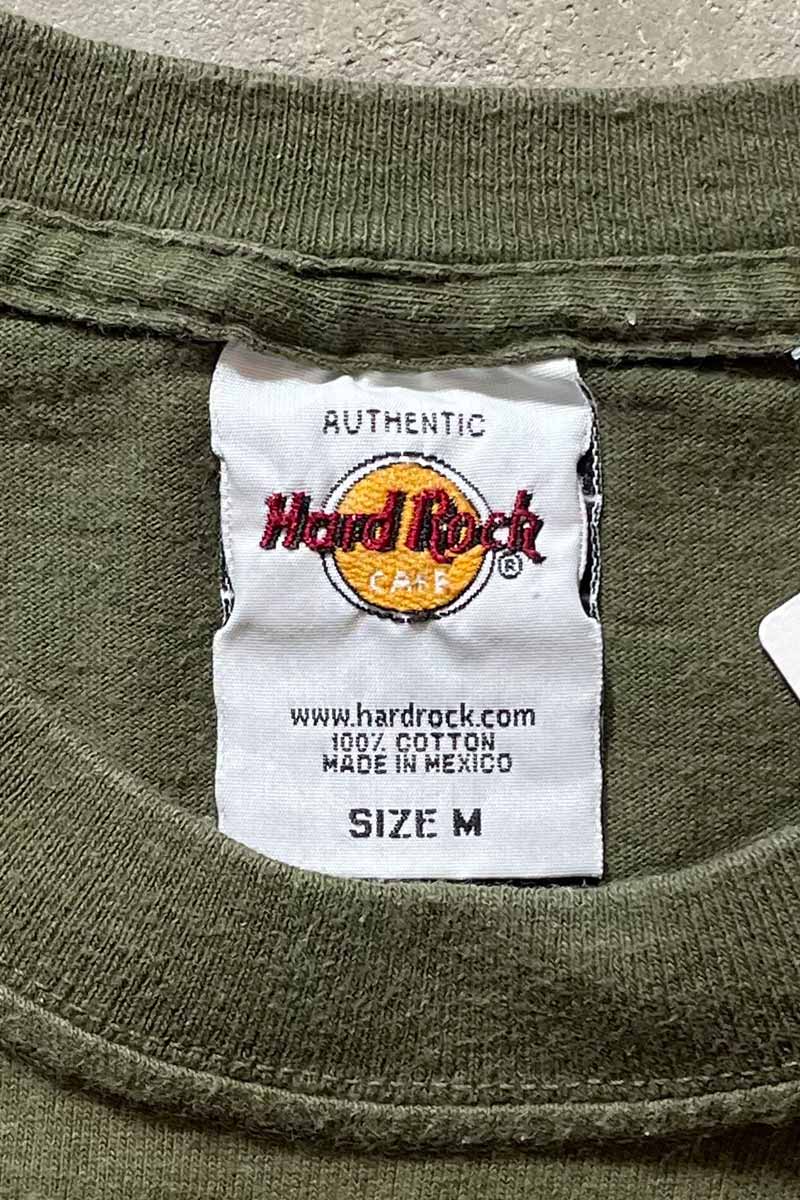 AUTHENTIC
Hard Rock
CAFE
®
www.hardrock.com
100% COTTON
MADE IN MEXICO
SIZE M